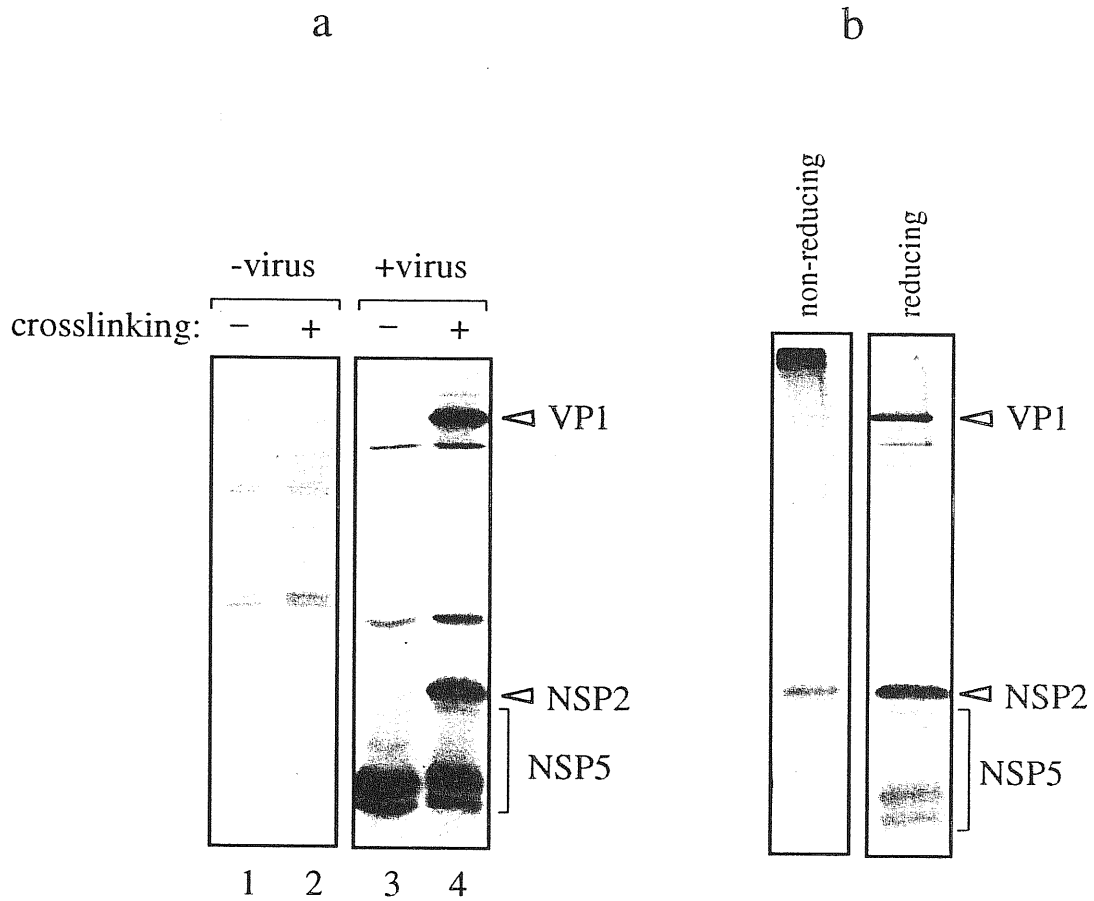 a
b
-virus
+virus
crosslinking:
− + − +
non-reducing
reducing
VP1
NSP2
NSP5
VP1
NSP2
NSP5
1 2 3 4